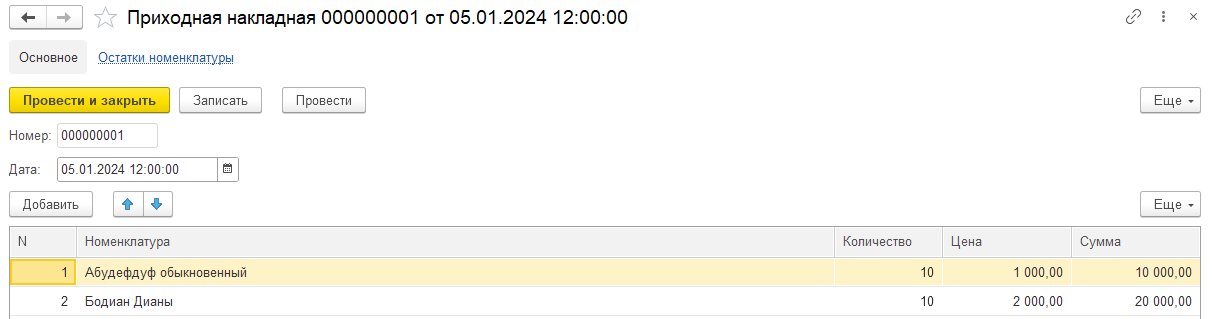 Приходная накладная 000000001 от 05.01.2024 12:00:00
Основное Остатки номенклатуры
Провести и закрыть Записать Провести Еще
Номер: 000000001
Дата: 05.01.2024 12:00:00
Добавить Еще
N Номенклатура Количество Цена Сумма
1 Абудефдуф обыкновенный 10 1 000,00 10 000,00
2 Бодиан Дианы 10 2 000,00 20 000,00